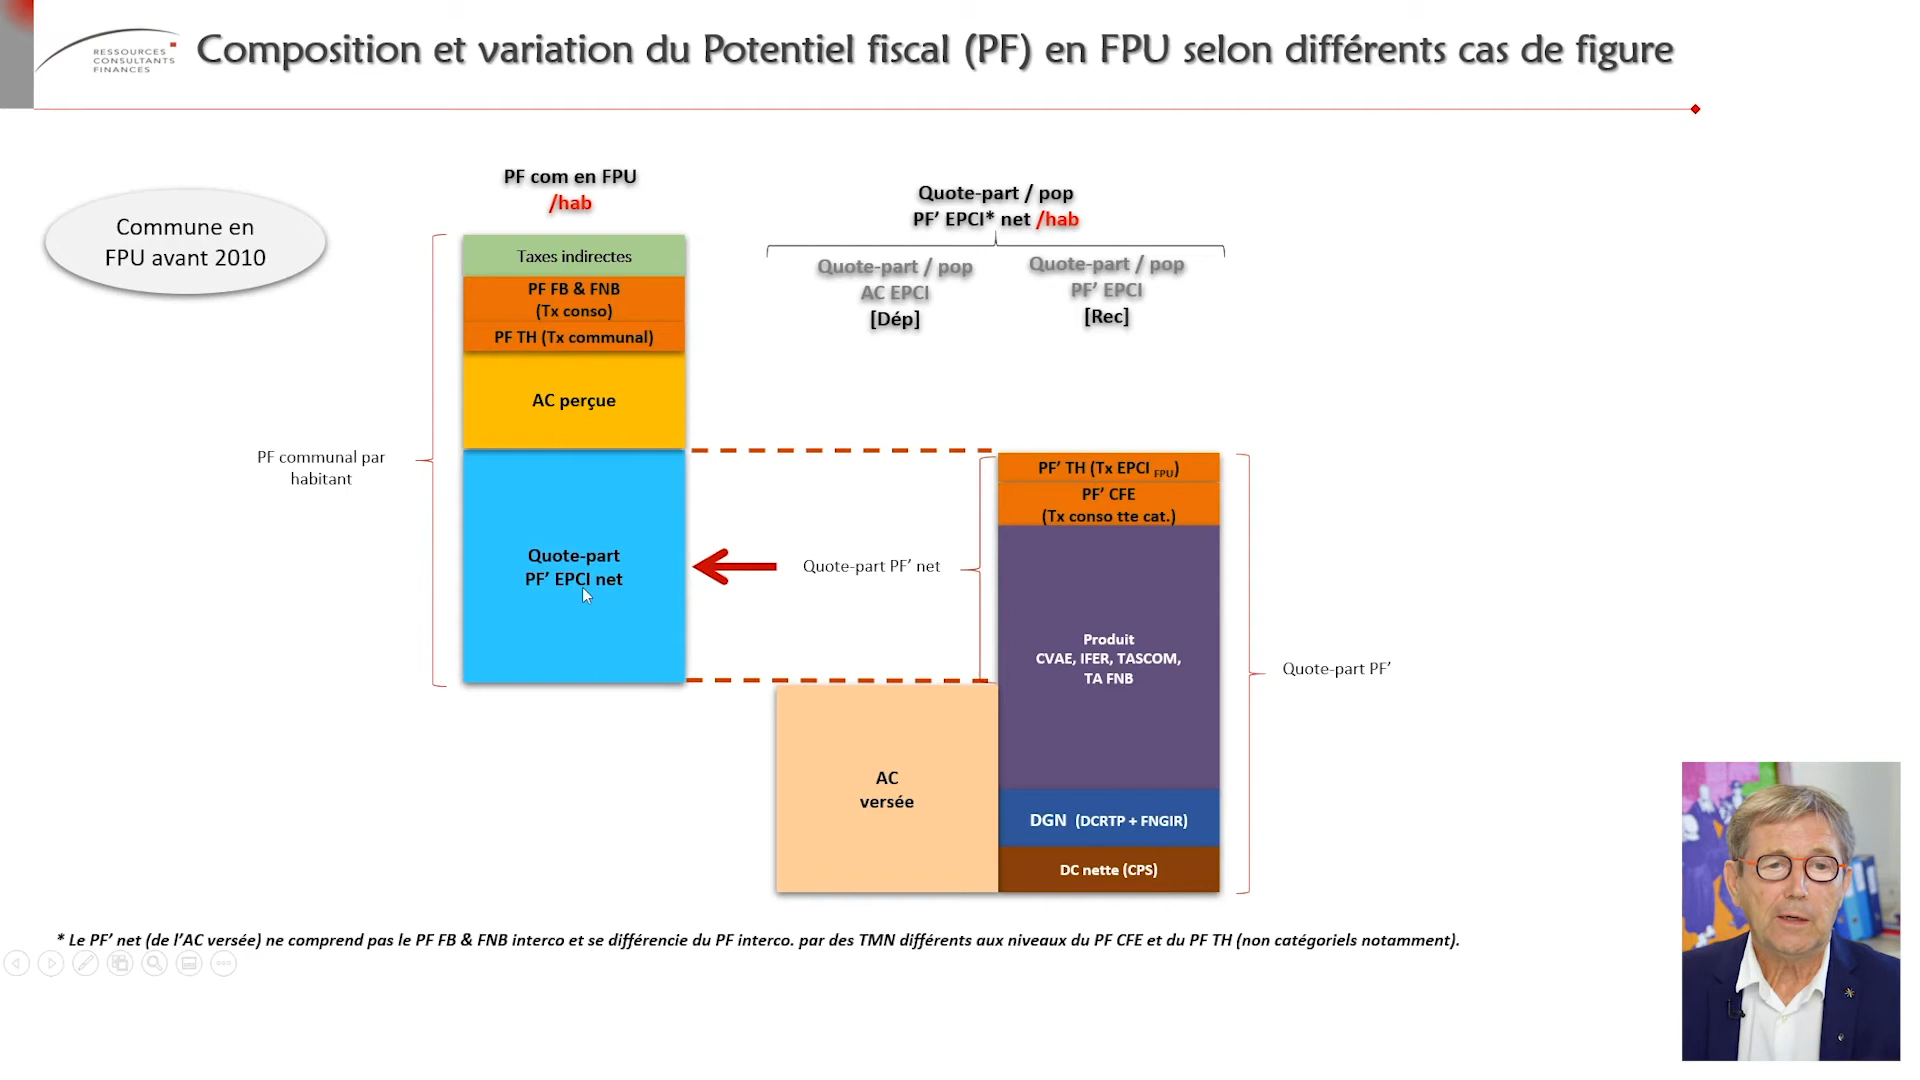 RESSOURCES
CONSULTANTS
FINANCES
Composition et variation du Potentiel fiscal (PF) en FPU selon différents cas de figure
Commune en
FPU avant 2010
PF com en FPU
/hab
Taxes indirectes
PF FB & FNB
(Tx conso)
PF TH (Tx communal)
AC perçue
Quote-part
PF’ EPCI net
PF communal par
habitant
Quote-part / pop
PF’ EPCI* net /hab
Quote-part / pop
AC EPCI
[Dép]
Quote-part / pop
PF’ EPCI
[Rec]
Quote-part PF’ net
PF’ TH (Tx EPCI FPU)
PF’ CFE
(Tx conso tte cat.)
Produit
CVAE, IFER, TASCOM,
TA FNB
DGN (DCRTP + FNGIR)
DC nette (CPS)
AC
versée
Quote-part PF’
* Le PF’ net (de l’AC versée) ne comprend pas le PF FB & FNB interco et se différencie du PF interco. par des TMN différents aux niveaux du PF CFE et du PF TH (non catégoriels notamment).